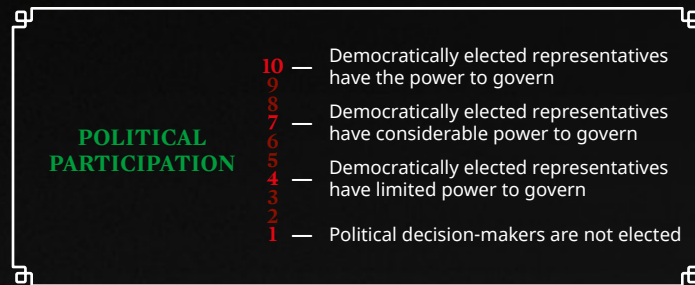 POLITICAL
PARTICIPATION
10 — Democratically elected representatives
have the power to govern
9
8
7 — Democratically elected representatives
have considerable power to govern
6
5
4 — Democratically elected representatives
have limited power to govern
3
2
1 — Political decision-makers are not elected